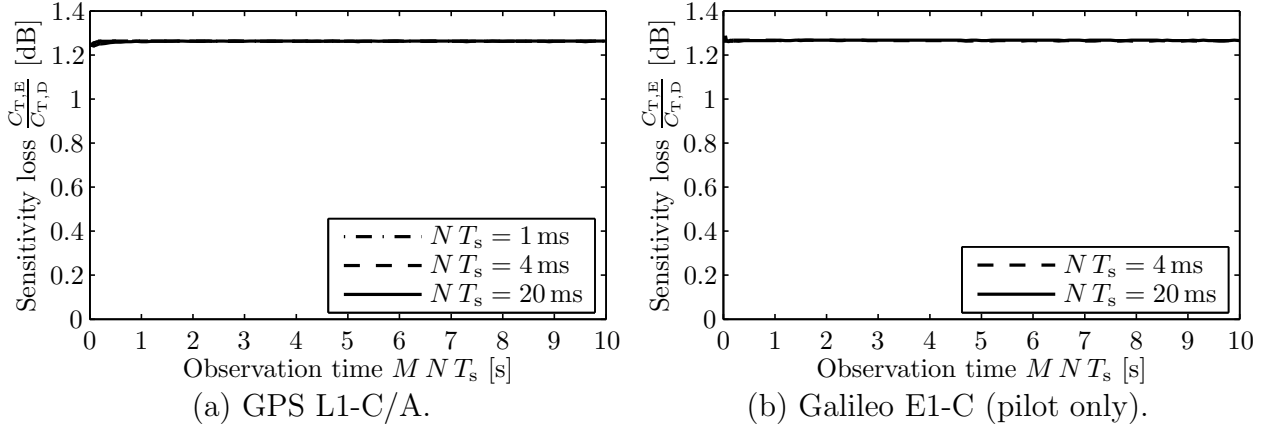 1.4
1.2
1
0.8
0.6
0.4
0.2
0
Sensitivity loss C_{T,E}/C_{T,D} [dB]
N T_s = 1 ms
N T_s = 4 ms
N T_s = 20 ms
0 1 2 3 4 5 6 7 8 9 10
Observation time M N T_s [s]
(a) GPS L1-C/A.
1.4
1.2
1
0.8
0.6
0.4
0.2
0
Sensitivity loss C_{T,E}/C_{T,D} [dB]
N T_s = 4 ms
N T_s = 20 ms
0 1 2 3 4 5 6 7 8 9 10
Observation time M N T_s [s]
(b) Galileo E1-C (pilot only).